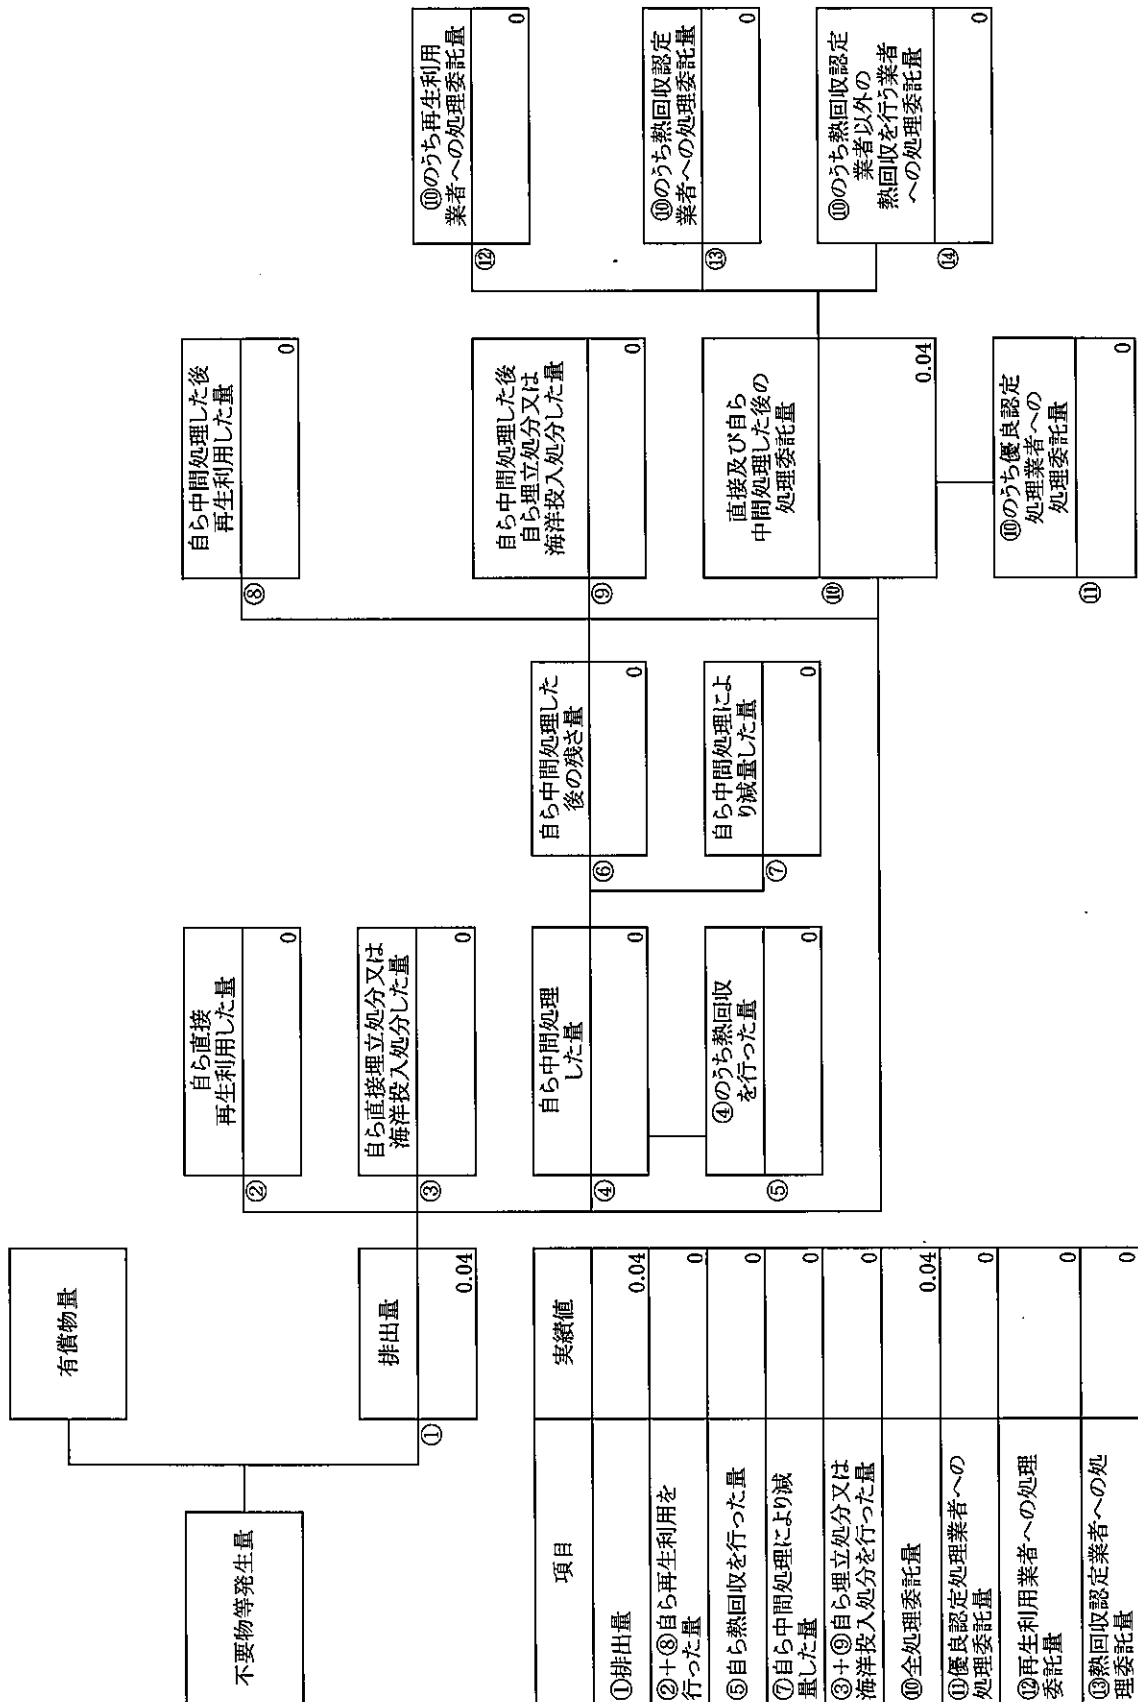 不要物等発生量
有償物量
①
排出量
0.04
②
自ら直接
再生利用した量
0
③
自ら直接埋立処分又は
海洋投入処分した量
0
④
自ら中間処理
した量
0
⑤
④のうち熱回収
を行った量
0
⑥
自ら中間処理した
後の残さ量
0
⑦
自ら中間処理によ
り減量した量
0
⑧
自ら中間処理した後
再生利用した量
0
⑨
自ら中間処理した後
自ら埋立処分又は
海洋投入処分した量
0
⑩
直接及び自ら
中間処理した後の
処理委託量
0.04
⑪
⑩のうち優良認定
処理業者への
処理委託量
0
⑫
⑩のうち再生利用
業者への処理委託量
0
⑬
⑩のうち熱回収認定
業者への処理委託量
0
⑭
⑩のうち熱回収認定
業者以外の
熱回収を行う業者
への処理委託量
0
項目 実績値
①排出量 0.04
②+⑧自ら再生利用を
行った量 0
⑤自ら熱回収を行った量 0
⑦自ら中間処理により減
量した量 0
③+⑨自ら埋立処分又は
海洋投入処分を行った量 0
⑩全処理委託量 0.04
⑪優良認定処理業者への
処理委託量 0
⑫再生利用業者への処理
委託量 0
⑬熱回収認定業者への処
理委託量 0